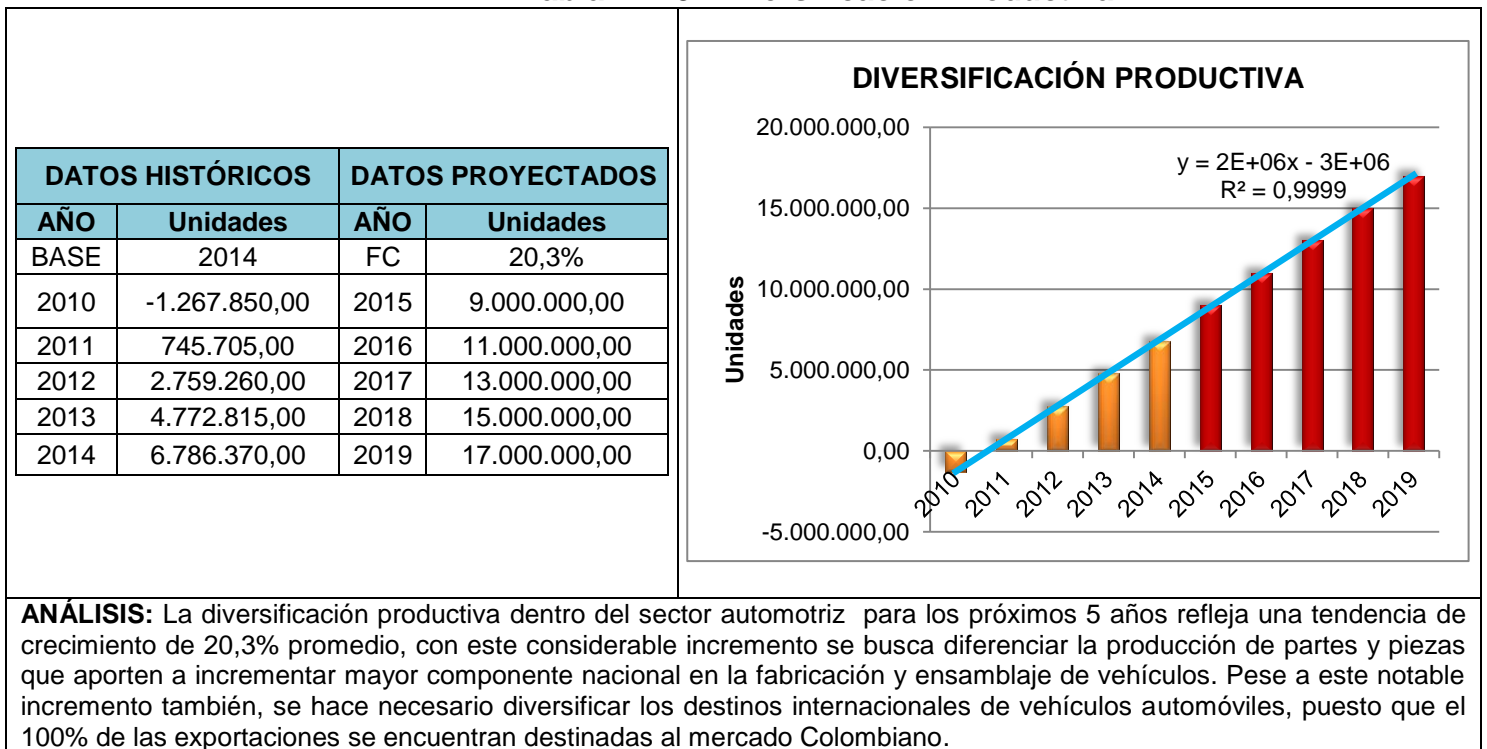 DATOS HISTÓRICOS DATOS PROYECTADOS
AÑO Unidades AÑO Unidades
BASE 2014 FC 20,3%
2010 -1.267.850,00 2015 9.000.000,00
2011 745.705,00 2016 11.000.000,00
2012 2.759.260,00 2017 13.000.000,00
2013 4.772.815,00 2018 15.000.000,00
2014 6.786.370,00 2019 17.000.000,00
DIVERSIFICACIÓN PRODUCTIVA
20.000.000,00
15.000.000,00
10.000.000,00
5.000.000,00
0,00
-5.000.000,00
Unidades
y = 2E+06x - 3E+06
R² = 0,9999
2010 2011 2012 2013 2014 2015 2016 2017 2018 2019
ANÁLISIS: La diversificación productiva dentro del sector automotriz para los próximos 5 años refleja una tendencia de
crecimiento de 20,3% promedio, con este considerable incremento se busca diferenciar la producción de partes y piezas
que aporten a incrementar mayor componente nacional en la fabricación y ensamblaje de vehículos. Pese a este notable
incremento también, se hace necesario diversificar los destinos internacionales de vehículos automóviles, puesto que el
100% de las exportaciones se encuentran destinadas al mercado Colombiano.